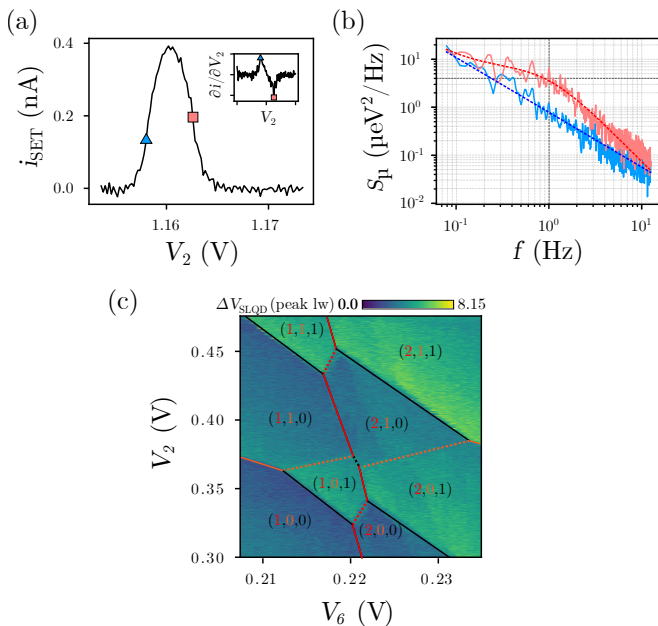 (a)
0.4
0.2
0.0
i_SET (nA)
1.16
1.17
V_2 (V)
∂i/∂V_2
V_2
(b)
10^1
10^0
10^-1
10^-2
S_μ (μeV^2/Hz)
10^-1
10^0
10^1
f (Hz)
(c)
ΔV_SLQD (peak lw) 0.0 8.15
0.45
0.40
0.35
0.30
V_2 (V)
(1,1,1)
(2,1,1)
(1,1,0)
(2,1,0)
(1,0,1)
(2,0,1)
(1,0,0)
(2,0,0)
0.21
0.22
0.23
V_6 (V)